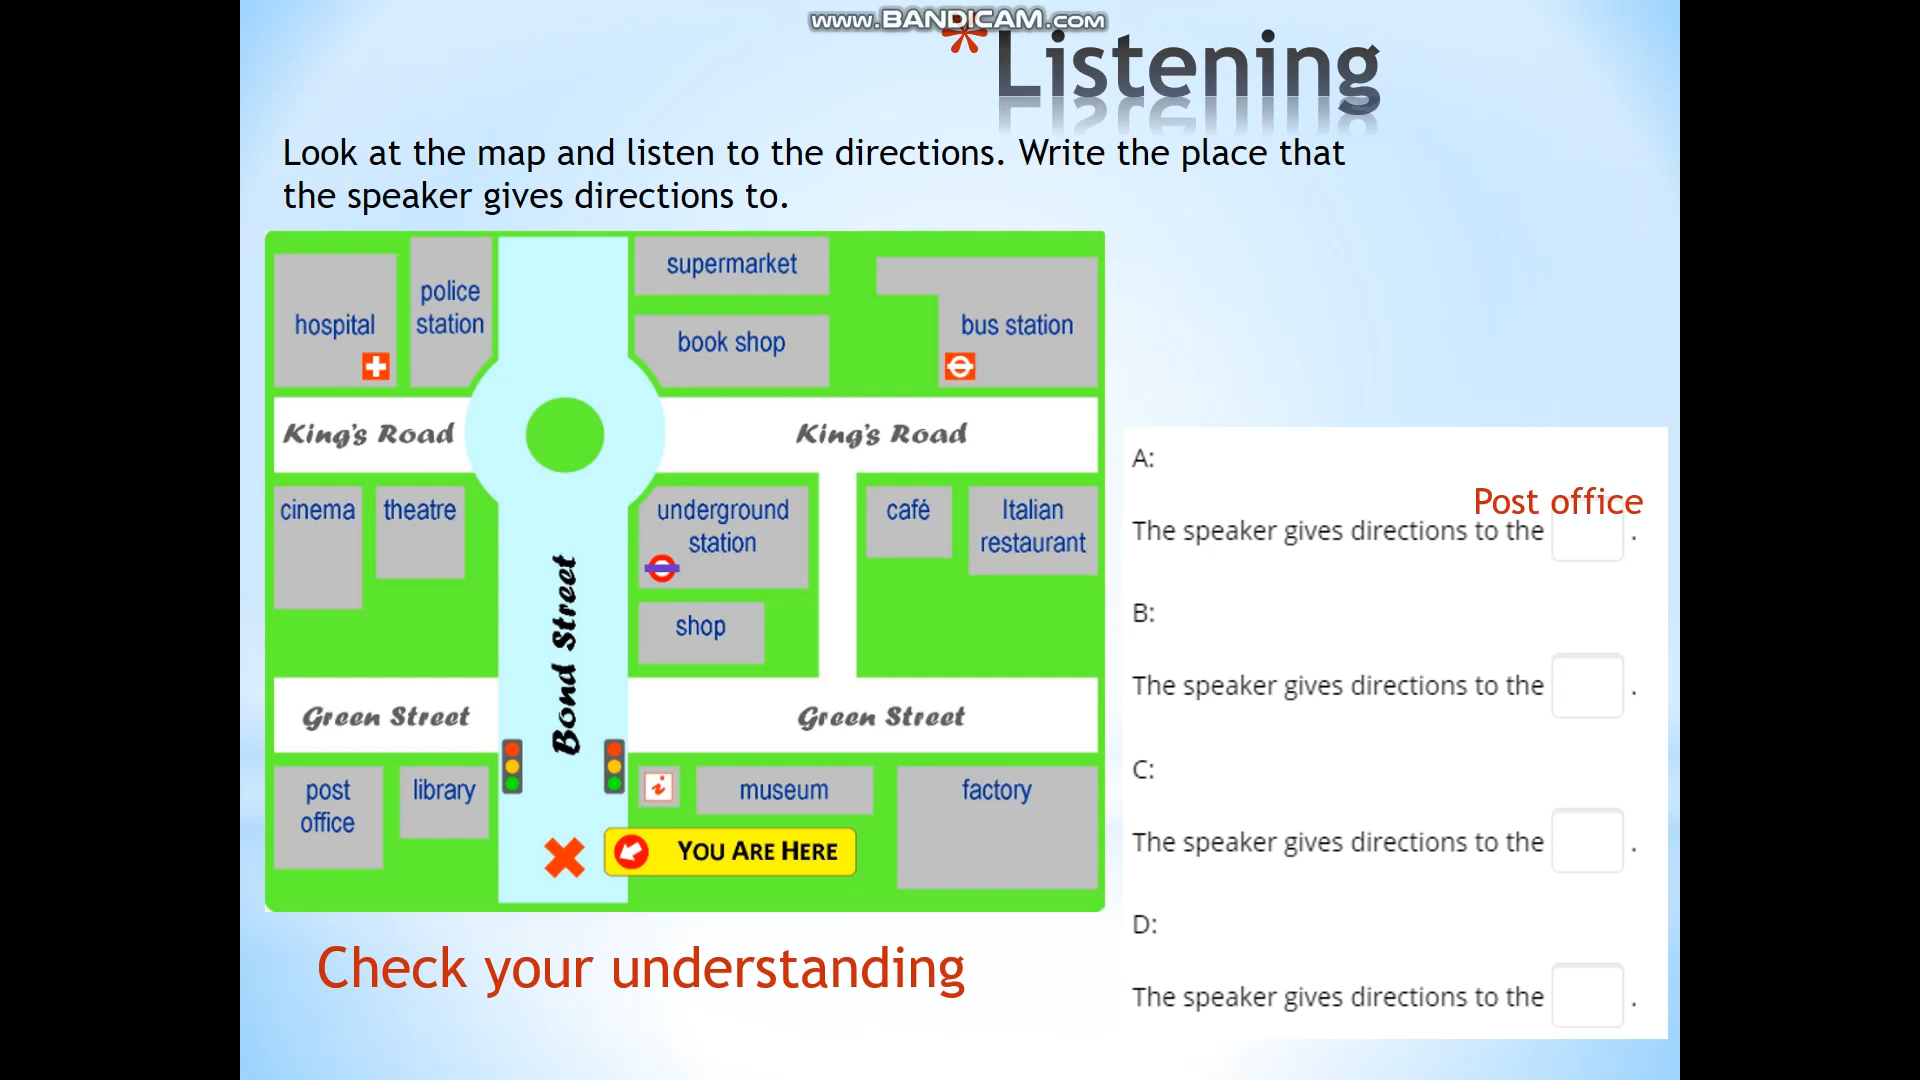 www.BANDICAM.com
*Listening
Look at the map and listen to the directions. Write the place that
the speaker gives directions to.
hospital
police
station
supermarket
book shop
bus station
King's Road
King's Road
cinema
theatre
underground
station
café
Italian
restaurant
shop
Bond Street
Green Street
Green Street
post
office
library
i
museum
factory
YOU ARE HERE
Check your understanding
A:
Post office
The speaker gives directions to the .
B:
The speaker gives directions to the .
C:
The speaker gives directions to the .
D:
The speaker gives directions to the .